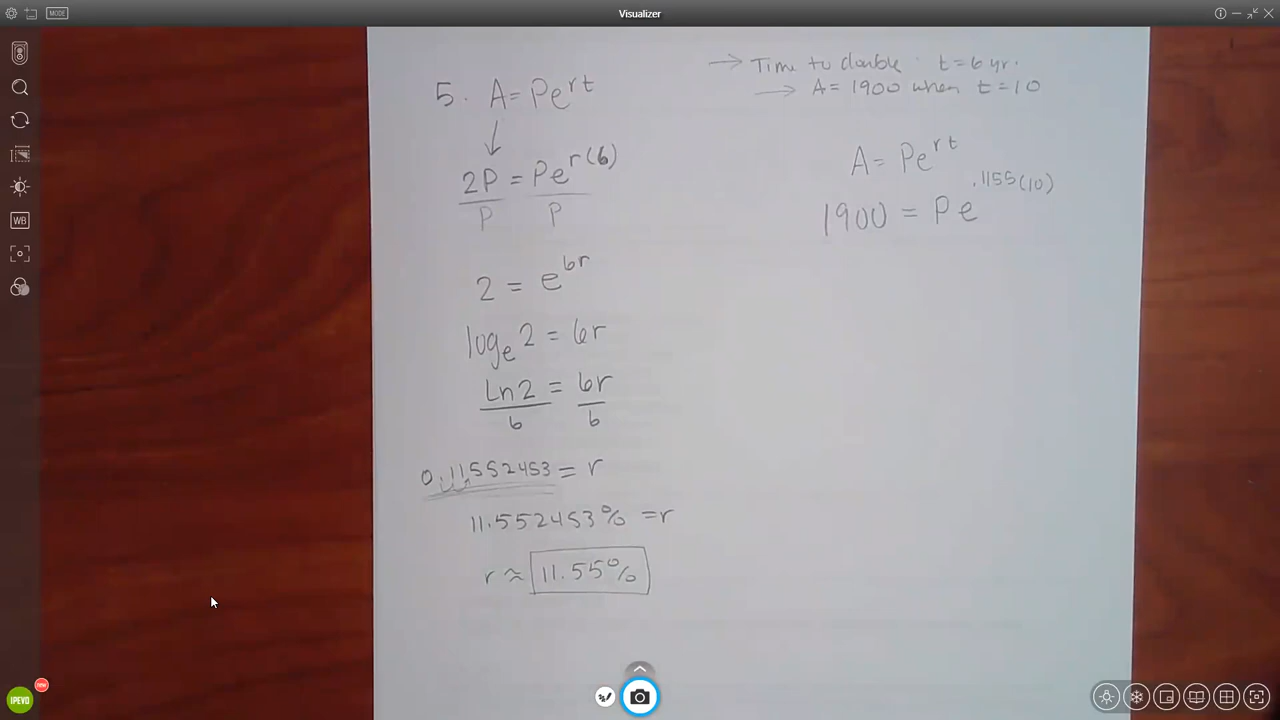 Visualizer
MODE
WB
→ Time to double t = 6 yr.
→ A = 1900 when t = 10
5. A = Pe^{rt}
↓
2P = Pe^{r(6)}
P P
2 = e^{6r}
log_e 2 = 6r
Ln2 = 6r
6 6
0.11552453 = r
11.552453% = r
r ≈ 11.55%
A = Pe^{rt}
1900 = Pe^{.1155(10)}
IPEVO
new